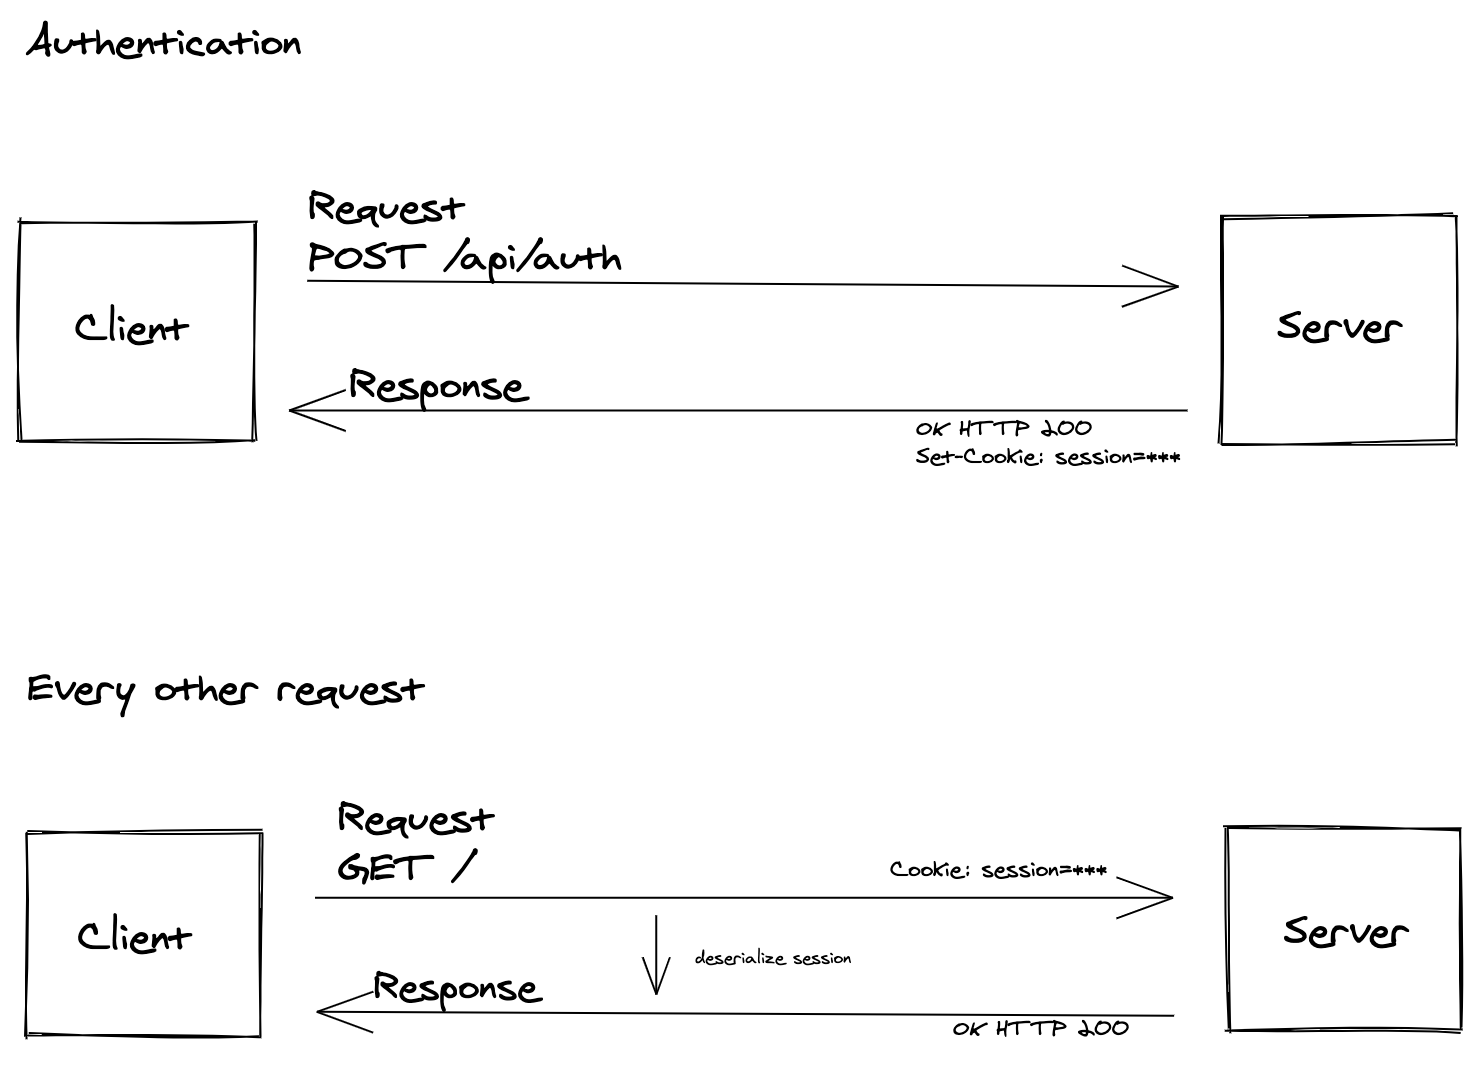 Authentication
Request
POST /api/auth
Client
Server
Response
OK HTTP 200
Set-Cookie: session=***
Every other request
Request
GET /
Cookie: session=***
Client
Server
deserialize session
Response
OK HTTP 200